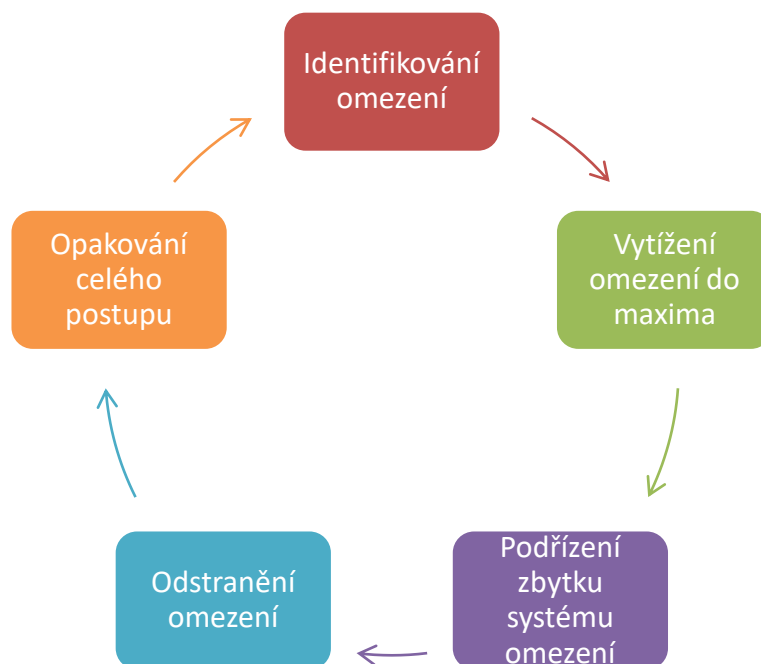 Identifikování
omezení
Vytížení
omezení do
maxima
Podřízení
zbytku
systému
omezení
Odstranění
omezení
Opakování
celého
postupu